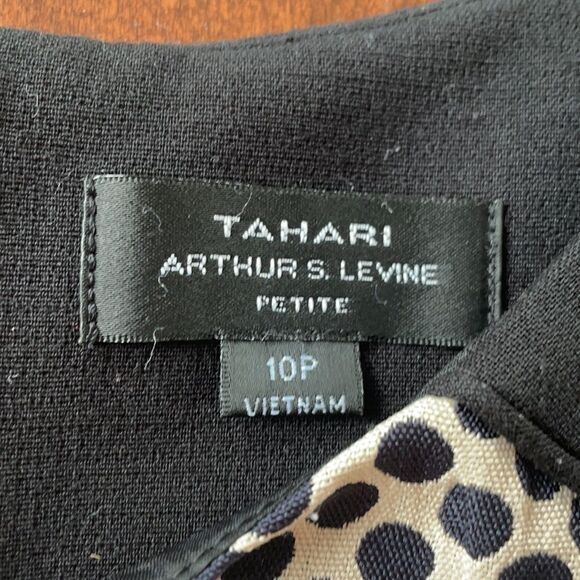 TAHARI
ARTHUR S. LEVINE
PETITE
10P
VIETNAM